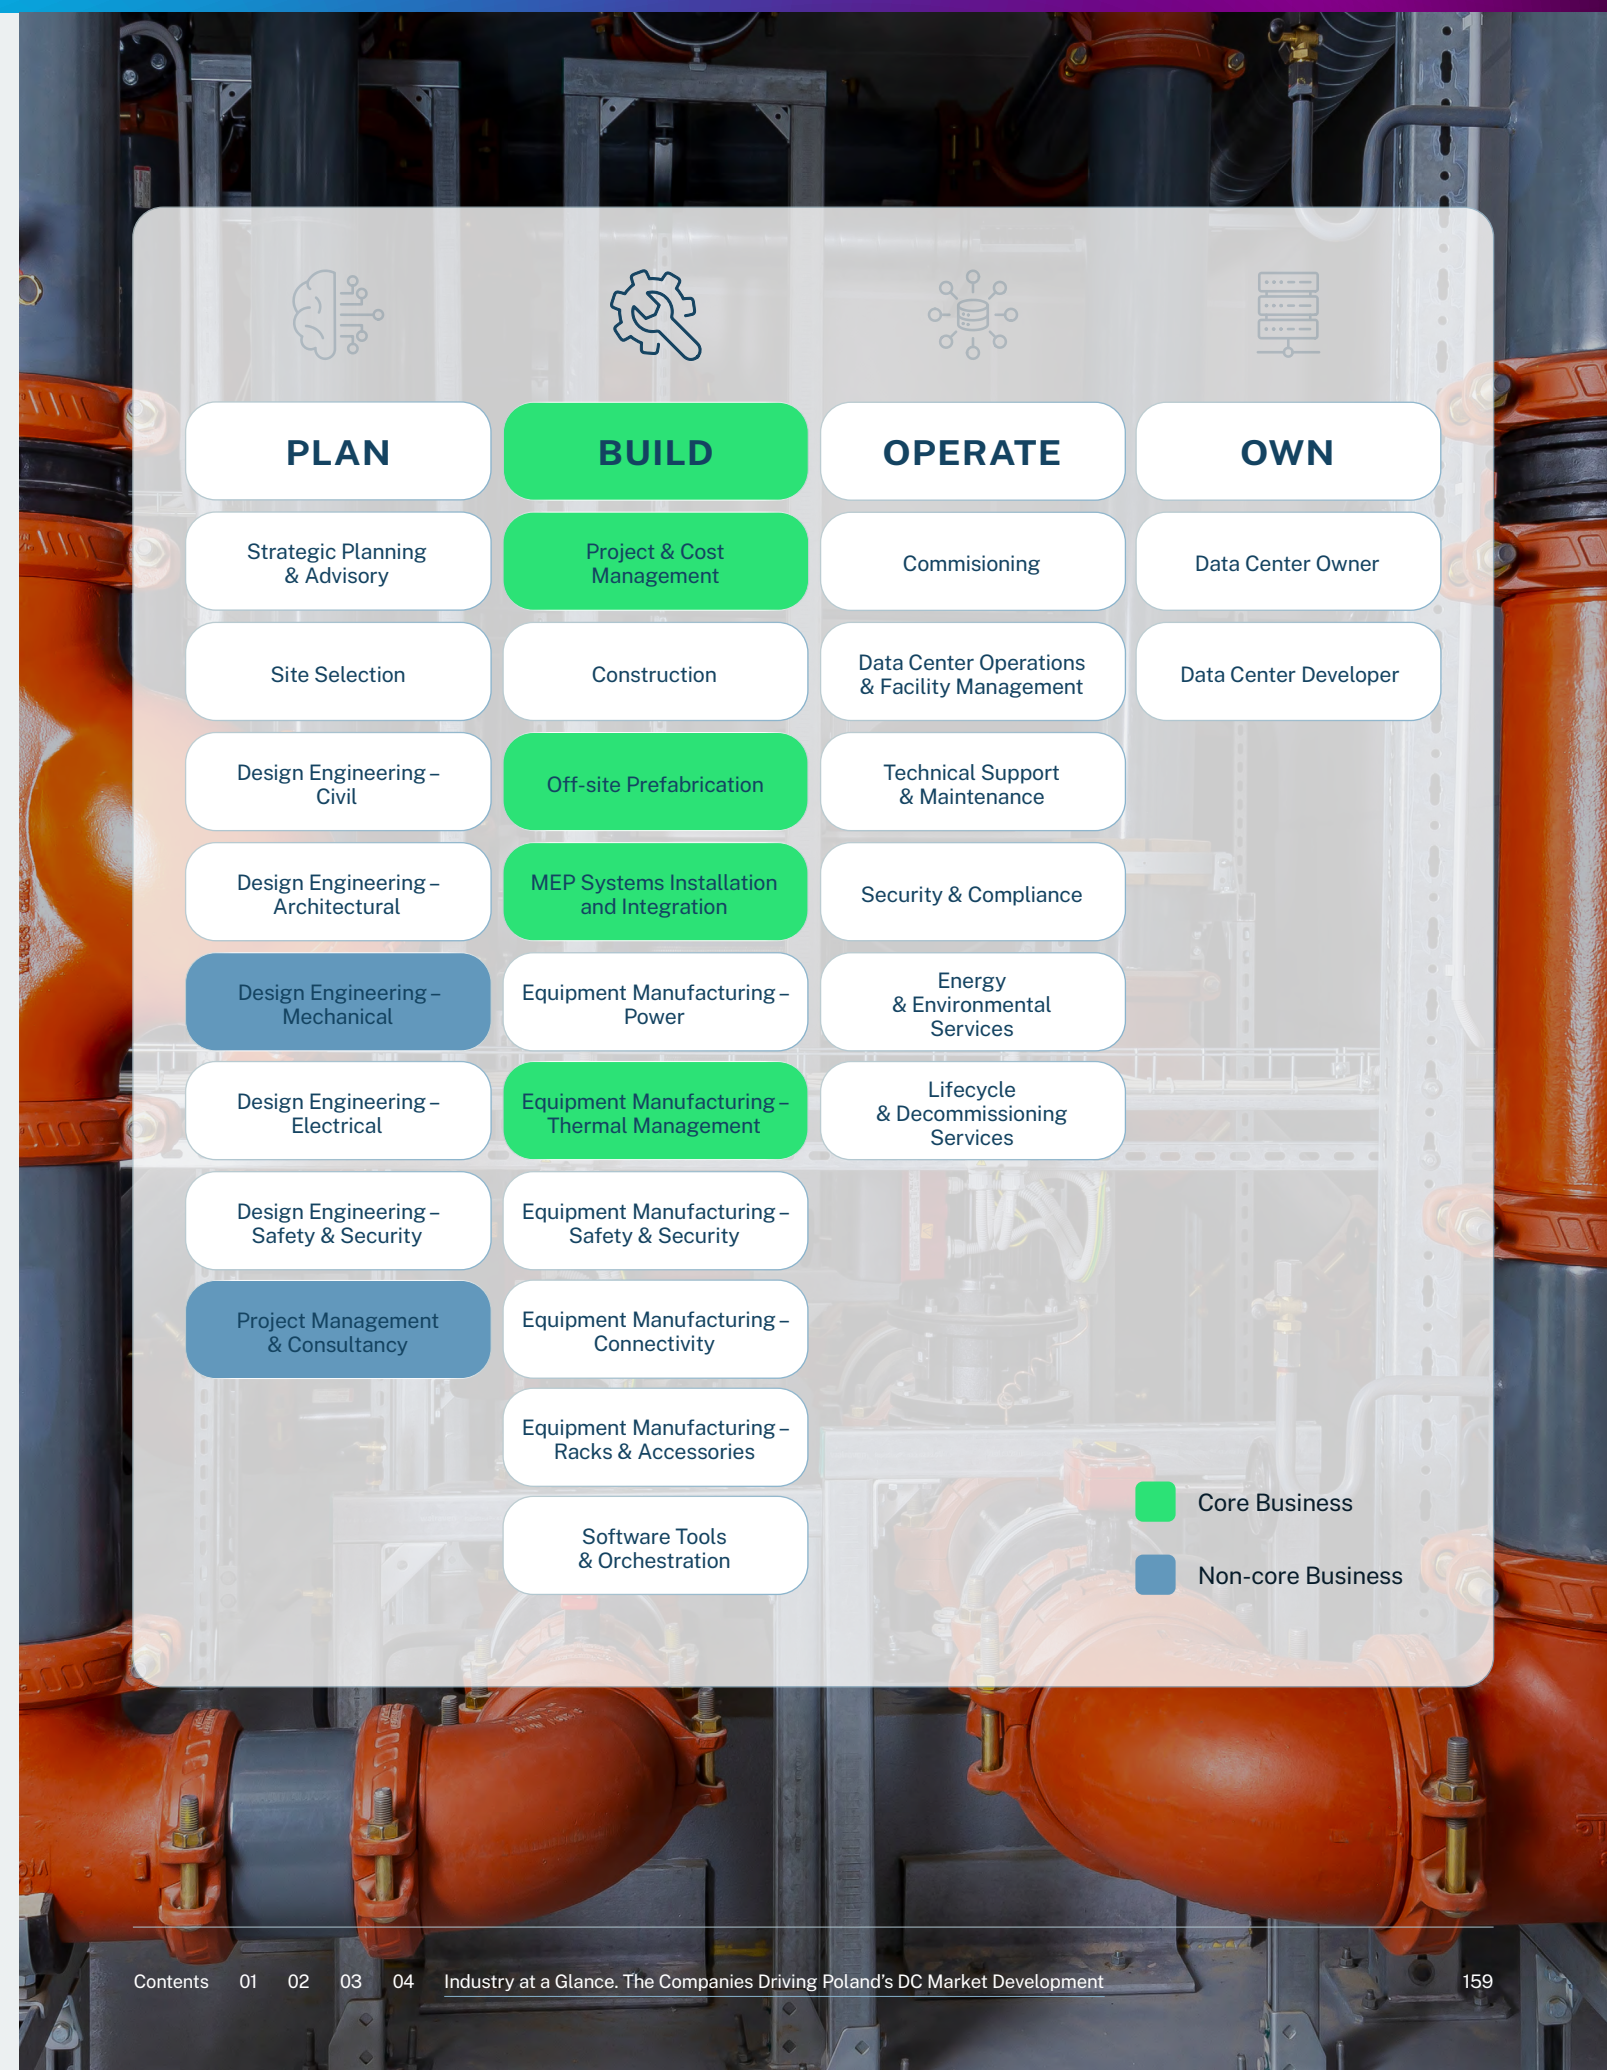 PLAN
Strategic Planning
& Advisory
Site Selection
Design Engineering –
Civil
Design Engineering –
Architectural
Design Engineering –
Mechanical
Design Engineering –
Electrical
Design Engineering –
Safety & Security
Project Management
& Consultancy
BUILD
Project & Cost
Management
Construction
Off-site Prefabrication
MEP Systems Installation
and Integration
Equipment Manufacturing –
Power
Equipment Manufacturing –
Thermal Management
Equipment Manufacturing –
Safety & Security
Equipment Manufacturing –
Connectivity
Equipment Manufacturing –
Racks & Accessories
Software Tools
& Orchestration
OPERATE
Commisioning
Data Center Operations
& Facility Management
Technical Support
& Maintenance
Security & Compliance
Energy
& Environmental
Services
Lifecycle
& Decommissioning
Services
OWN
Data Center Owner
Data Center Developer
Core Business
Non-core Business
Contents 01 02 03 04 Industry at a Glance. The Companies Driving Poland's DC Market Development 159